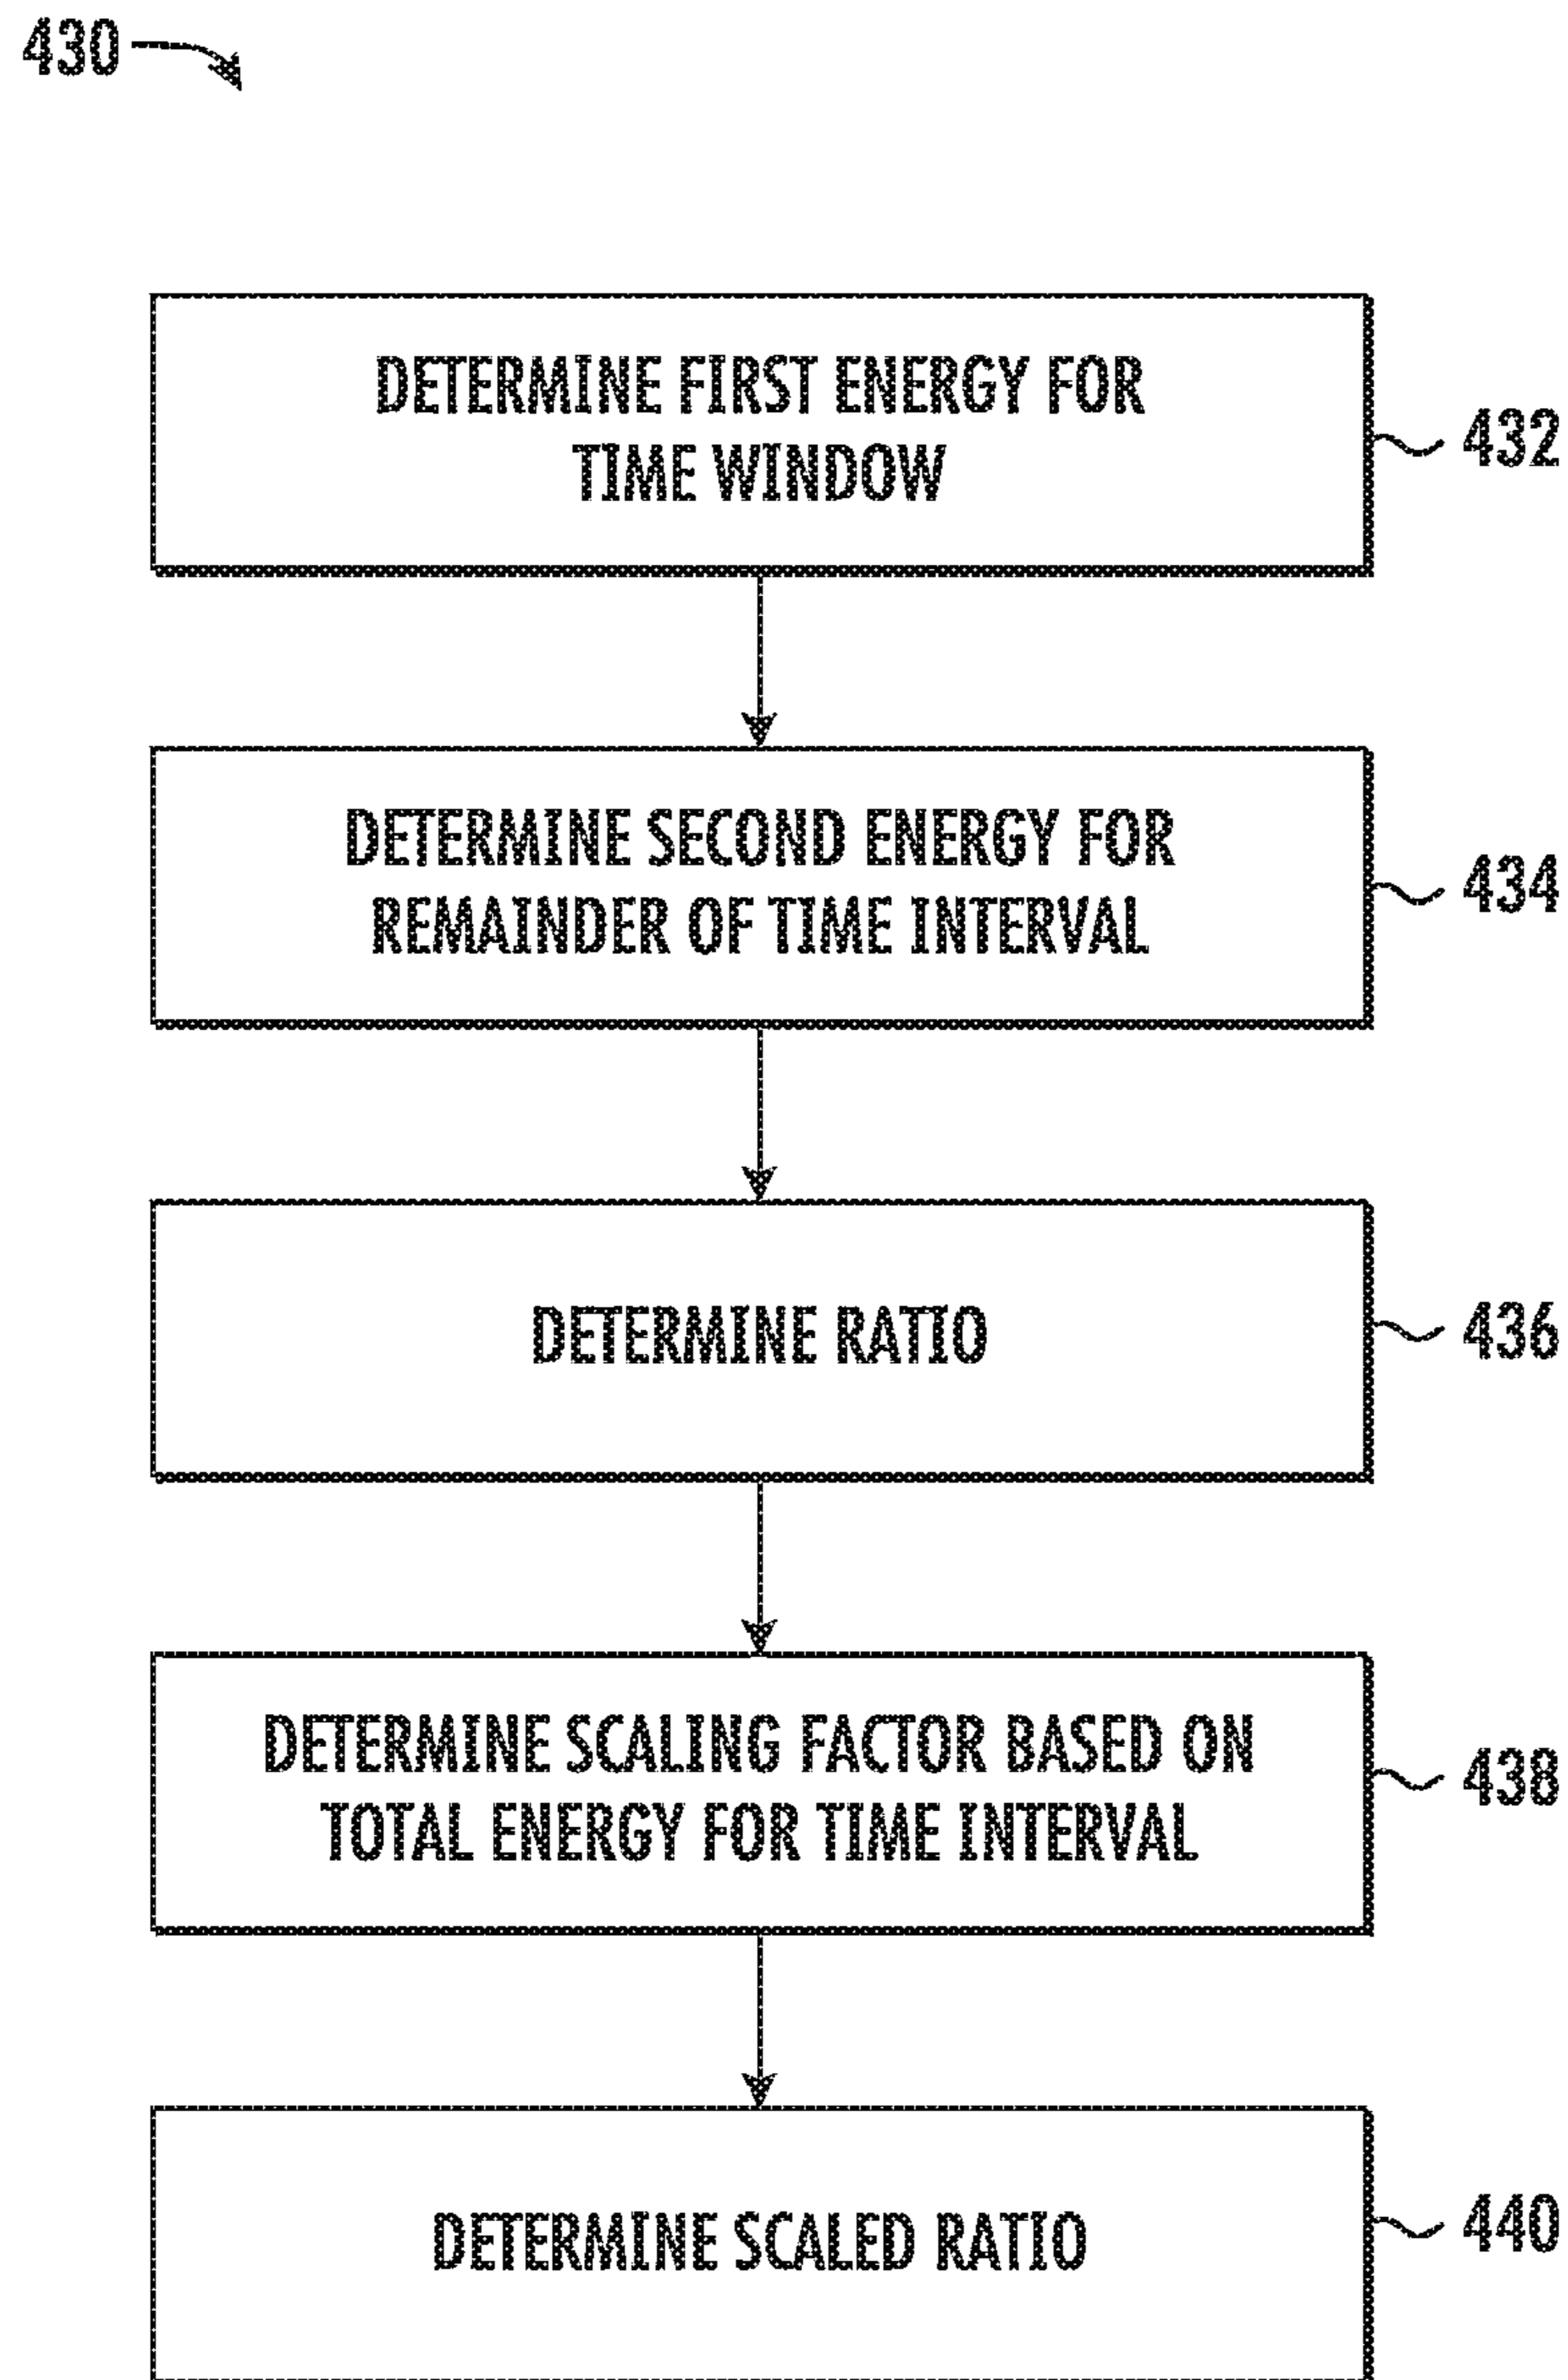 430
DETERMINE FIRST ENERGY FOR
TIME WINDOW
432
DETERMINE SECOND ENERGY FOR
REMAINDER OF TIME INTERVAL
434
DETERMINE RATIO
436
DETERMINE SCALING FACTOR BASED ON
TOTAL ENERGY FOR TIME INTERVAL
438
DETERMINE SCALED RATIO
440